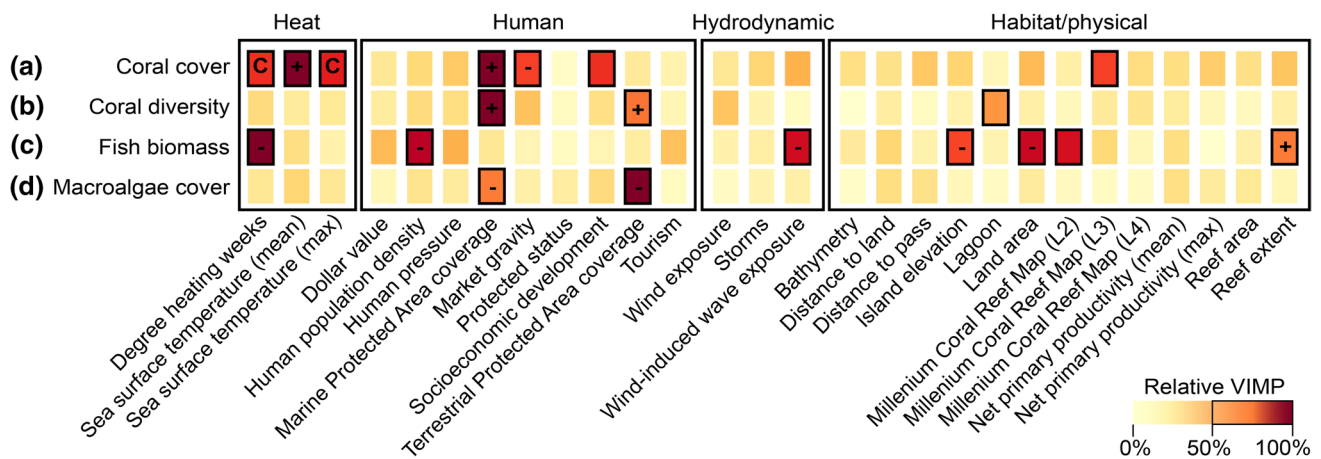 Heat Human Hydrodynamic Habitat/physical
(a) Coral cover C + C + -
(b) Coral diversity + +
(c) Fish biomass - - - - - +
(d) Macroalgae cover - -
Degree heating weeks
Sea surface temperature (mean)
Sea surface temperature (max)
Dollar value
Human population density
Human pressure
Marine Protected Area coverage
Market gravity
Protected status
Socioeconomic development
Terrestrial Protected Area coverage
Tourism
Wind exposure
Storms
Wind-induced wave exposure
Bathymetry
Distance to land
Distance to pass
Island elevation
Lagoon
Land area
Millenium Coral Reef Map (L2)
Millenium Coral Reef Map (L3)
Millenium Coral Reef Map (L4)
Net primary productivity (mean)
Net primary productivity (max)
Reef area
Reef extent
Relative VIMP
0% 50% 100%